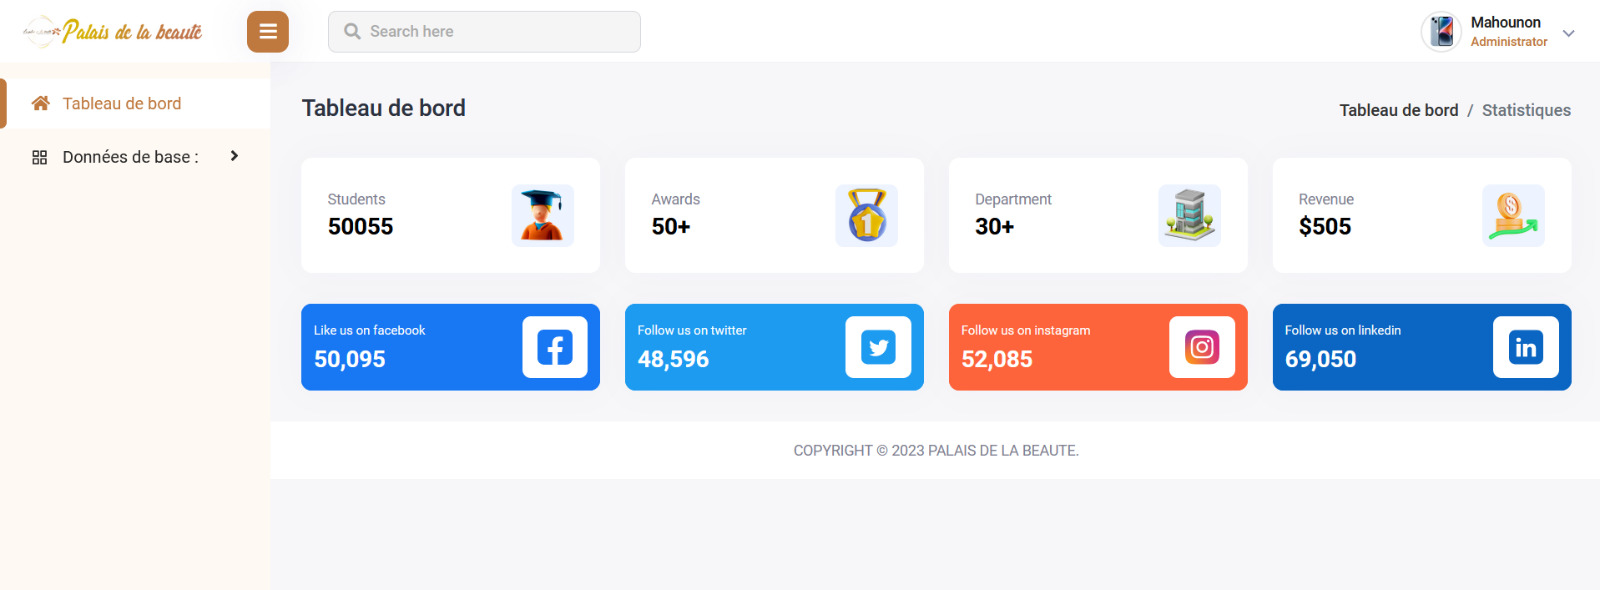 Palais de la beauté
Search here
Mahounon
Administrator
Tableau de bord
Données de base :
Tableau de bord
Tableau de bord / Statistiques
Students
50055
Awards
50+
Department
30+
Revenue
$505
Like us on facebook
50,095
Follow us on twitter
48,596
Follow us on instagram
52,085
Follow us on linkedin
69,050
COPYRIGHT © 2023 PALAIS DE LA BEAUTE.